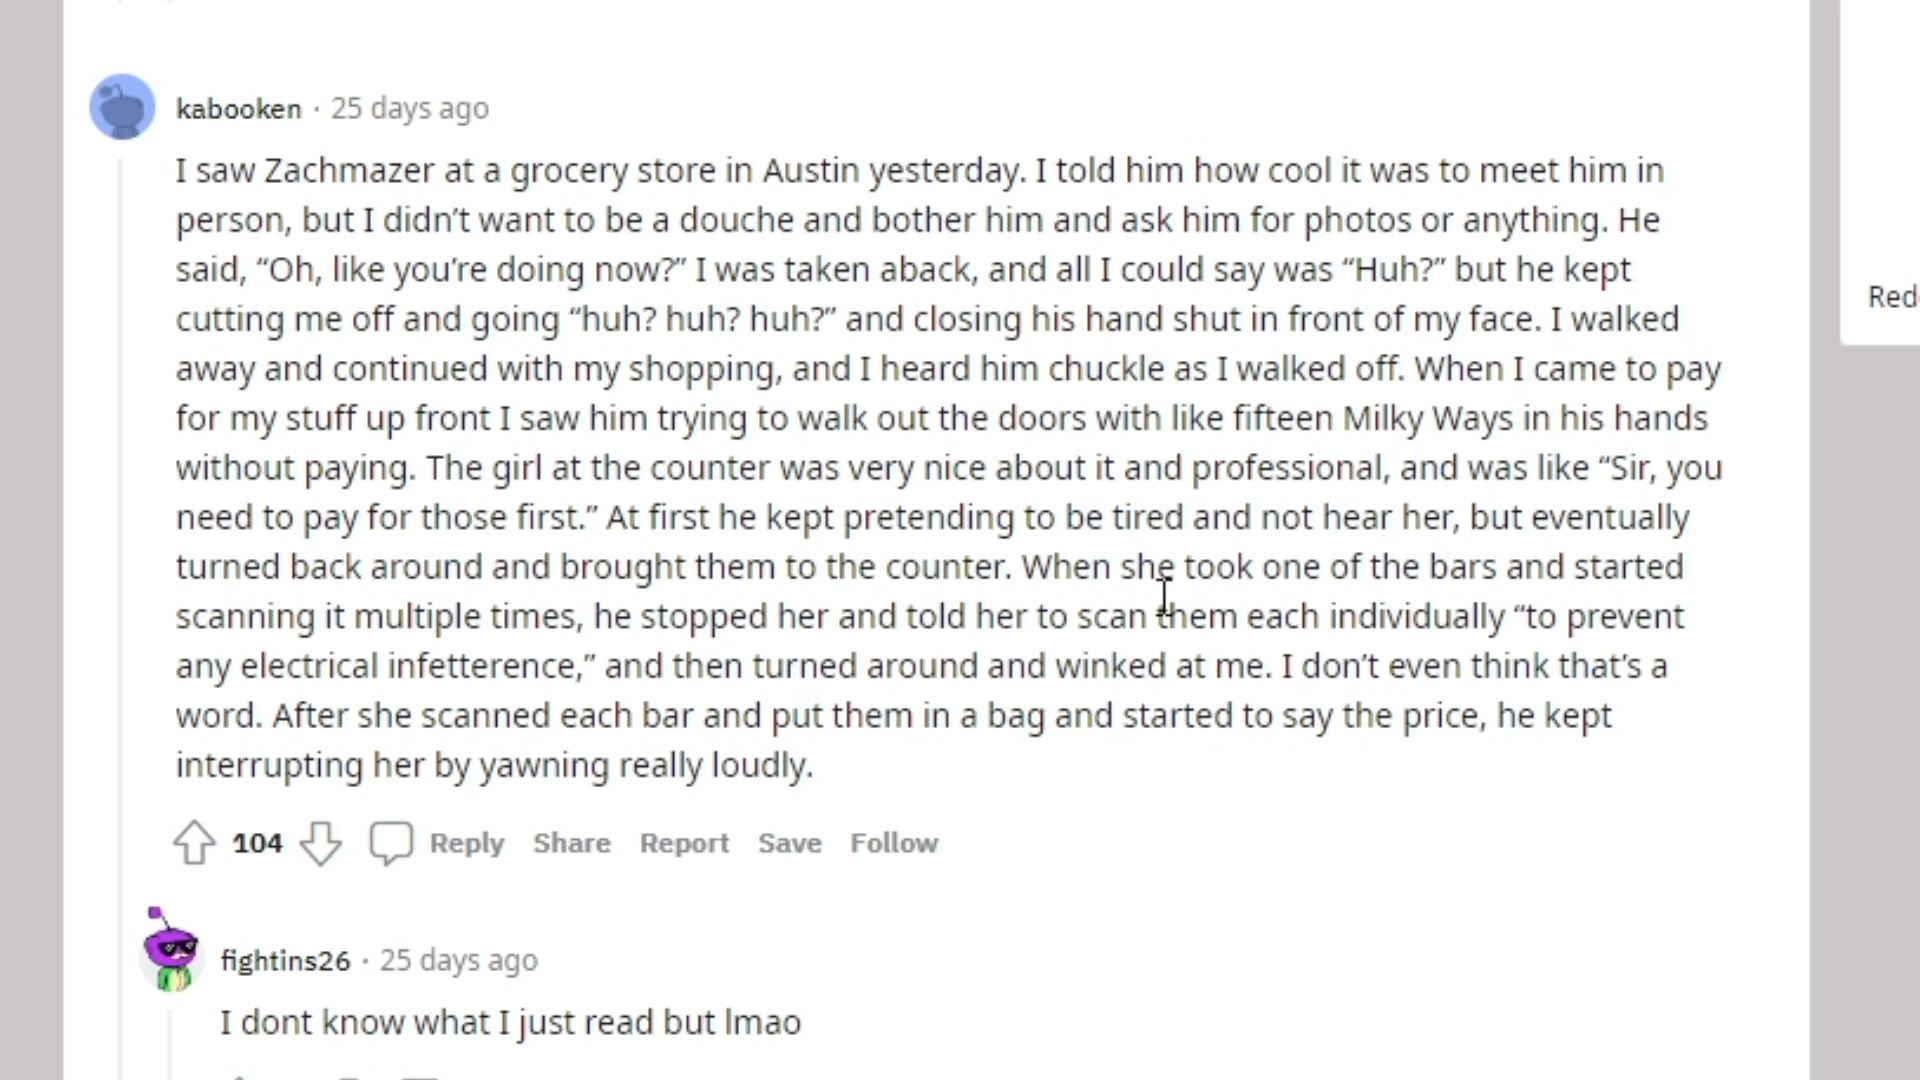 kabooken · 25 days ago
I saw Zachmazer at a grocery store in Austin yesterday. I told him how cool it was to meet him in
person, but I didn’t want to be a douche and bother him and ask him for photos or anything. He
said, “Oh, like you’re doing now?” I was taken aback, and all I could say was “Huh?” but he kept
cutting me off and going “huh? huh? huh?” and closing his hand shut in front of my face. I walked
away and continued with my shopping, and I heard him chuckle as I walked off. When I came to pay
for my stuff up front I saw him trying to walk out the doors with like fifteen Milky Ways in his hands
without paying. The girl at the counter was very nice about it and professional, and was like “Sir, you
need to pay for those first.” At first he kept pretending to be tired and not hear her, but eventually
turned back around and brought them to the counter. When she took one of the bars and started
scanning it multiple times, he stopped her and told her to scan them each individually “to prevent
any electrical infetterence,” and then turned around and winked at me. I don’t even think that’s a
word. After she scanned each bar and put them in a bag and started to say the price, he kept
interrupting her by yawning really loudly.
104 Reply Share Report Save Follow
fightins26 · 25 days ago
I dont know what I just read but lmao